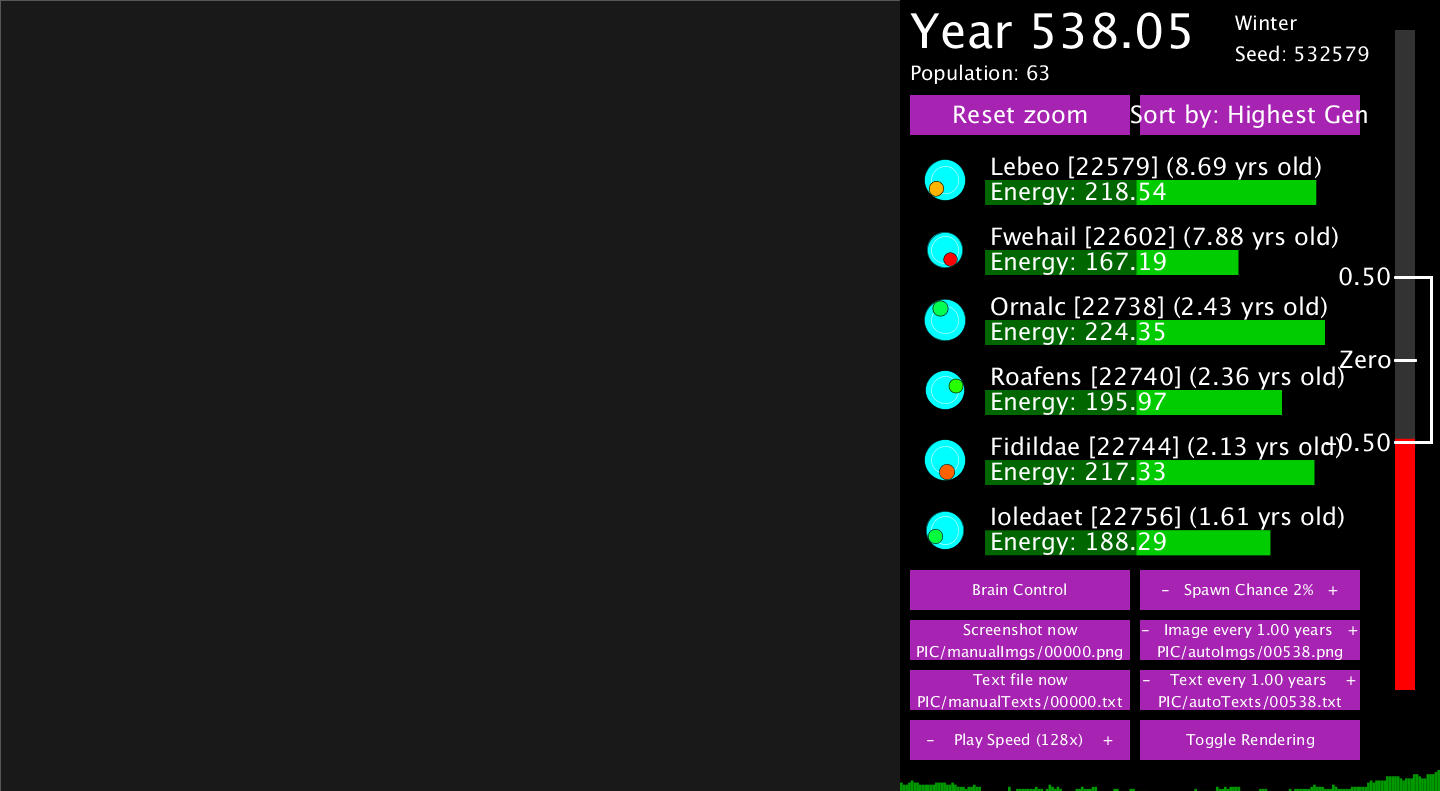 Year 538.05
Winter
Seed: 532579
Population: 63
Reset zoom
Sort by: Highest Gen
Lebeo [22579] (8.69 yrs old)
Energy: 218.54
Fwehail [22602] (7.88 yrs old)
Energy: 167.19
0.50
Ornalc [22738] (2.43 yrs old)
Energy: 224.35
Zero
Roafens [22740] (2.36 yrs old)
Energy: 195.97
Fidildae [22744] (2.13 yrs old)
-0.50
Energy: 217.33
Ioledaet [22756] (1.61 yrs old)
Energy: 188.29
Brain Control
- Spawn Chance 2% +
Screenshot now
PIC/manualImgs/00000.png
- Image every 1.00 years +
PIC/autoImgs/00538.png
Text file now
PIC/manualTexts/00000.txt
- Text every 1.00 years +
PIC/autoTexts/00538.txt
- Play Speed (128x) +
Toggle Rendering